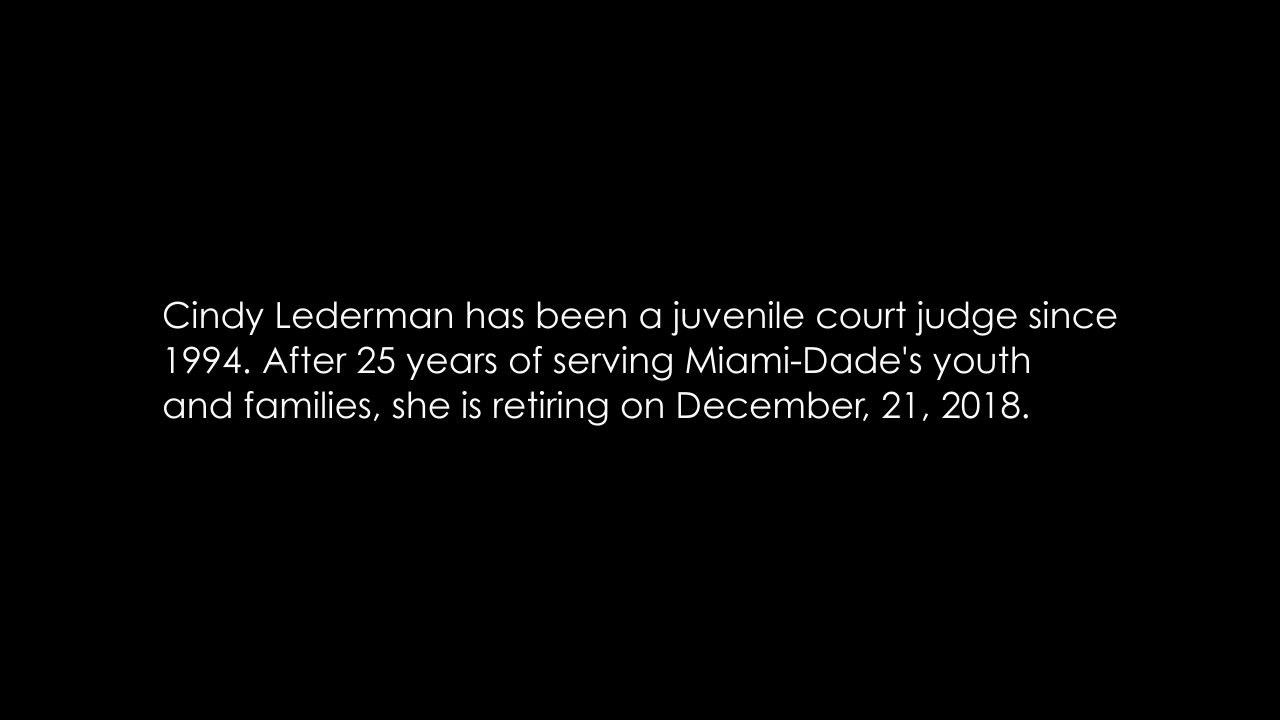 Cindy Lederman has been a juvenile court judge since
1994. After 25 years of serving Miami-Dade's youth
and families, she is retiring on December, 21, 2018.